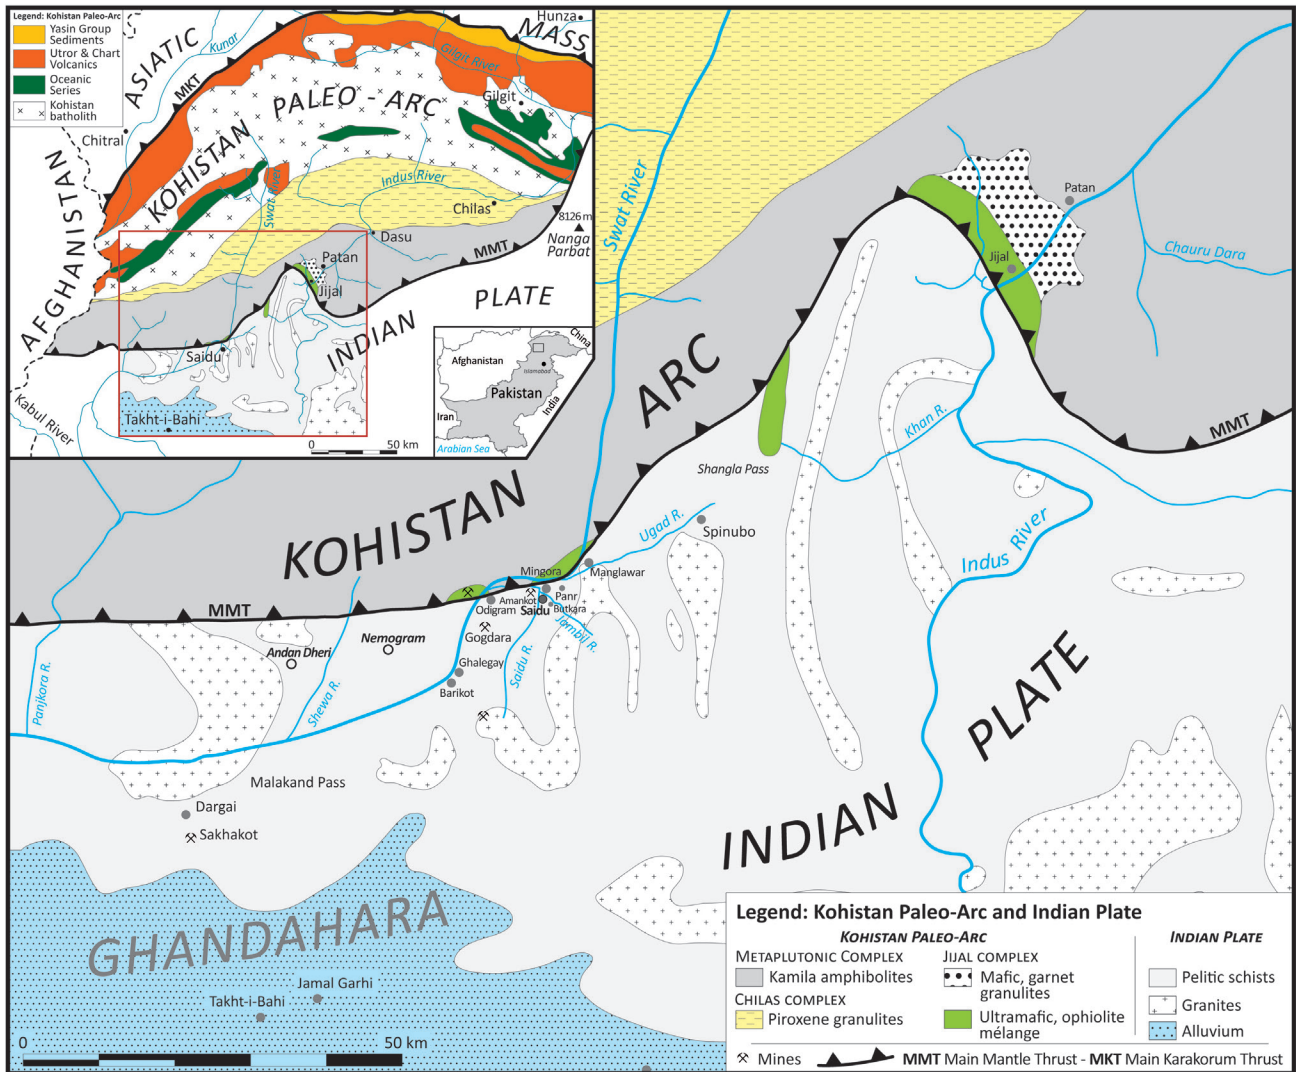 Legend: Kohistan Paleo-Arc
Yasin Group
Sediments
Utror & Chart
Volcanics
Oceanic
Series
Kohistan
batholith
ASIATIC
MASS
Hunza
Kunar
MKT
Gilgit River
Gilgit
Chitral
PALEO - ARC
KOHISTAN
AFGHANISTAN
Swat River
Indus River
Chilas
8126 m
Nanga
Parbat
Dasu
MMT
Patan
Jijal
PLATE
INDIAN
Saidu
Kabul River
Takht-i-Bahi
0
50 km
China
Afghanistan
Islamabad
Pakistan
India
Iran
Arabian Sea
Swat River
Patan
Chauru Dara
Jijal
ARC
Khan R.
MMT
Shangla Pass
KOHISTAN
Ugad R.
Spinubo
Indus River
Mingora
Manglawar
MMT
Amankot
Panr
Odigram
Saidu
Butkara
Jambil R.
Gogdara
Nemogram
Andan Dheri
Ghalegay
Saidu R.
Barikot
Panjkora R.
Shewa R.
PLATE
Malakand Pass
Dargai
Sakhakot
INDIAN
GHANDAHARA
Jamal Garhi
Takht-i-Bahi
0
50 km
Legend: Kohistan Paleo-Arc and Indian Plate
KOHISTAN PALEO-ARC
INDIAN PLATE
METAPLUTONIC COMPLEX
JIJAL COMPLEX
Kamila amphibolites
Mafic, garnet
granulites
Pelitic schists
CHILAS COMPLEX
Granites
Piroxene granulites
Ultramafic, ophiolite
mélange
Alluvium
Mines
MMT Main Mantle Thrust - MKT Main Karakorum Thrust